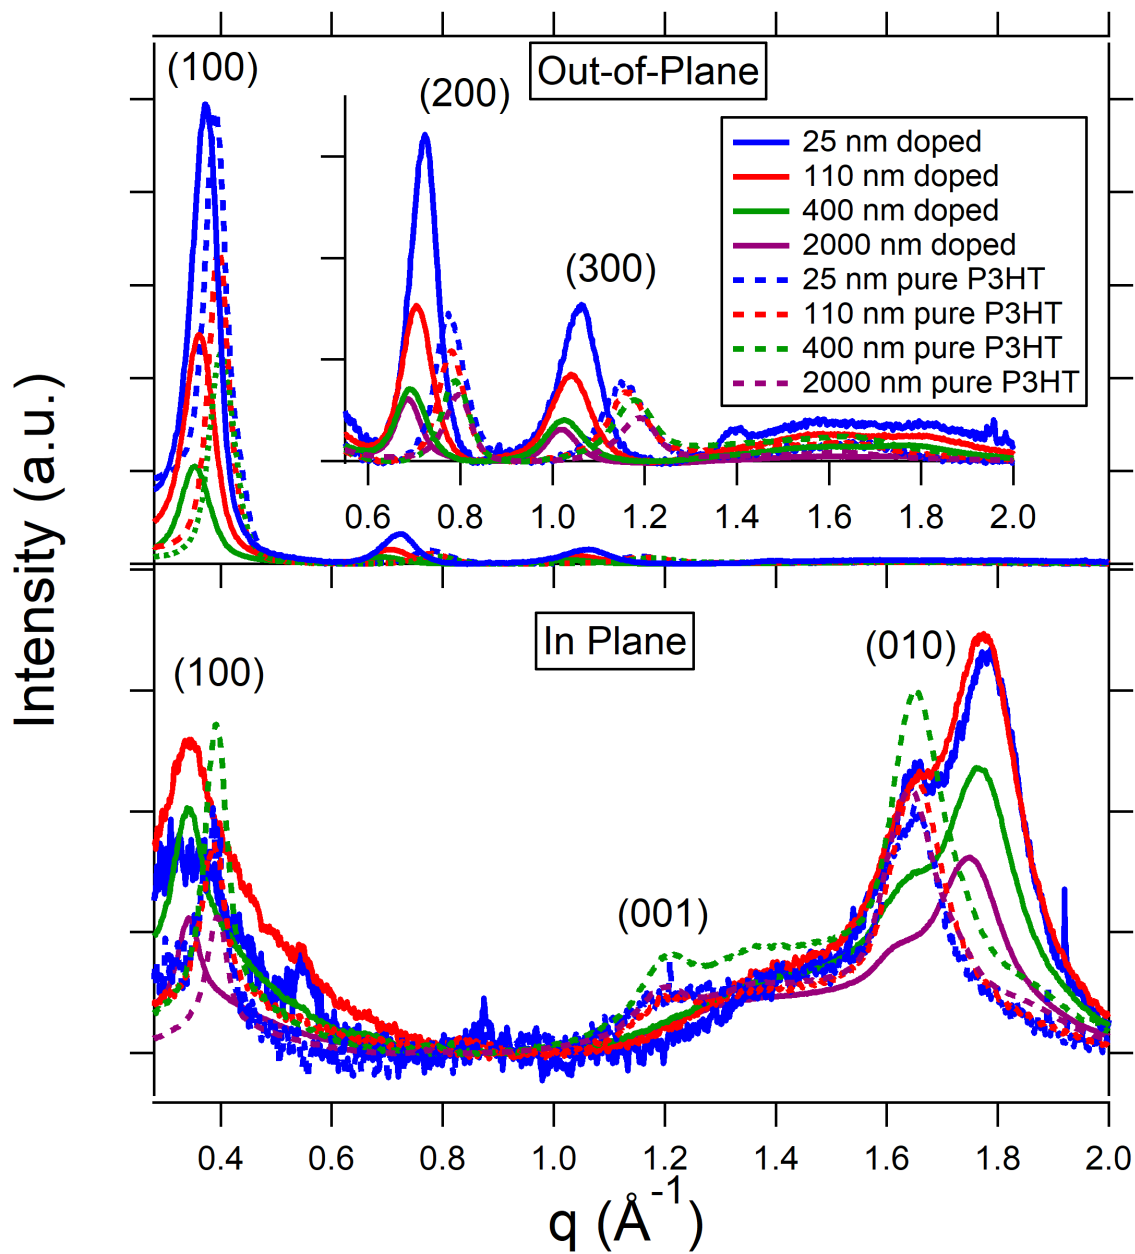 Out-of-Plane
(100)
(200)
(300)
25 nm doped
110 nm doped
400 nm doped
2000 nm doped
25 nm pure P3HT
110 nm pure P3HT
400 nm pure P3HT
2000 nm pure P3HT
0.6 0.8 1.0 1.2 1.4 1.6 1.8 2.0
Intensity (a.u.)
In Plane
(100)
(010)
(001)
0.4 0.6 0.8 1.0 1.2 1.4 1.6 1.8 2.0
q (Å⁻¹)